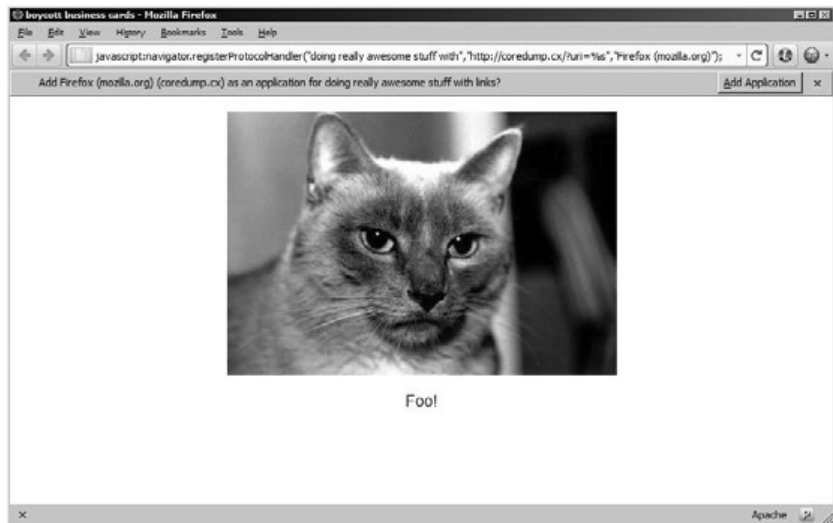 boycott business cards - Mozilla Firefox
File Edit View History Bookmarks Tools Help
javascript:navigator.registerProtocolHandler("doing really awesome stuff with","http://coredump.cx/?uri=%s","Firefox (mozilla.org)");
Add Firefox (mozilla.org) (coredump.cx) as an application for doing really awesome stuff with links?
Add Application
Foo!
Apache